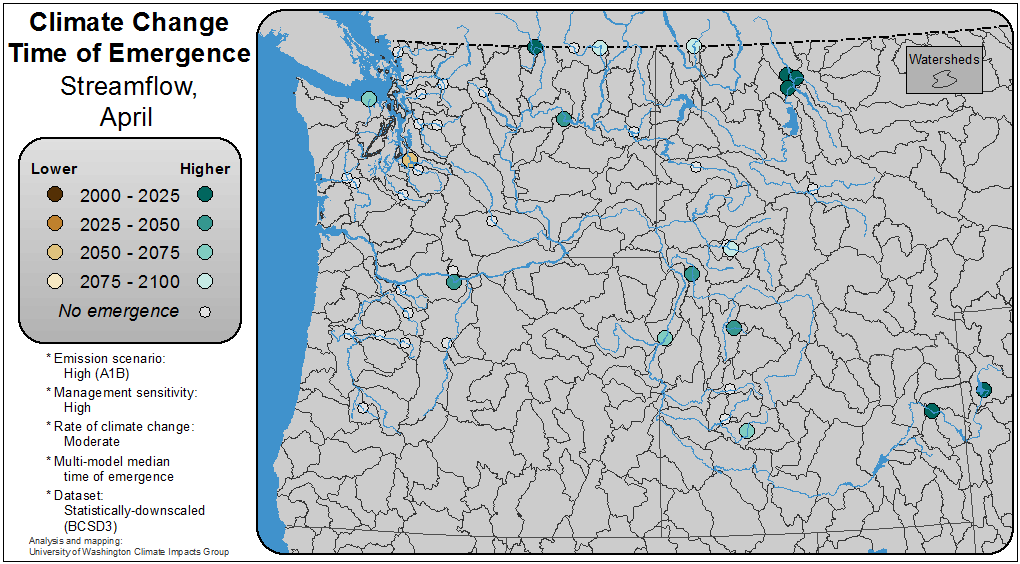 Climate Change
Time of Emergence
Streamflow,
April
Lower Higher
2000 - 2025
2025 - 2050
2050 - 2075
2075 - 2100
No emergence
* Emission scenario:
High (A1B)
* Management sensitivity:
High
* Rate of climate change:
Moderate
* Multi-model median
time of emergence
* Dataset:
Statistically-downscaled
(BCSD3)
Analysis and mapping:
University of Washington Climate Impacts Group
Watersheds